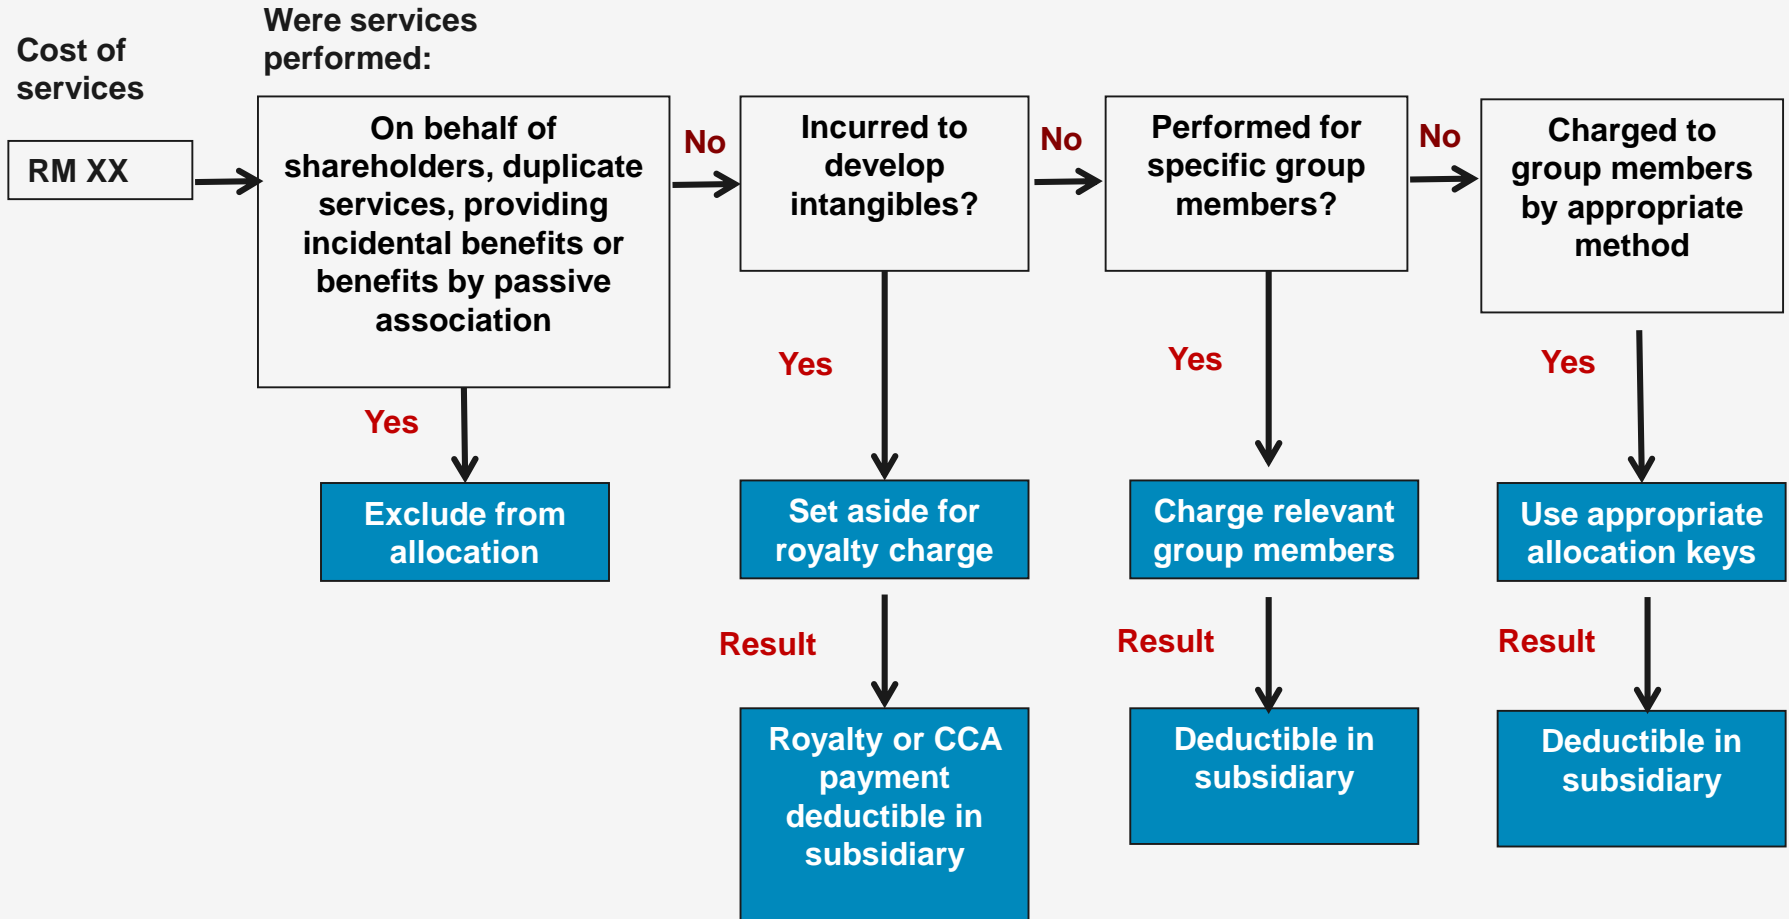 Cost of
services
Were services
performed:
RM XX
On behalf of
shareholders, duplicate
services, providing
incidental benefits or
benefits by passive
association
No
Incurred to
develop
intangibles?
No
Performed for
specific group
members?
No
Charged to
group members
by appropriate
method
Yes
Yes
Yes
Yes
Exclude from
allocation
Set aside for
royalty charge
Charge relevant
group members
Use appropriate
allocation keys
Result
Result
Result
Royalty or CCA
payment
deductible in
subsidiary
Deductible in
subsidiary
Deductible in
subsidiary